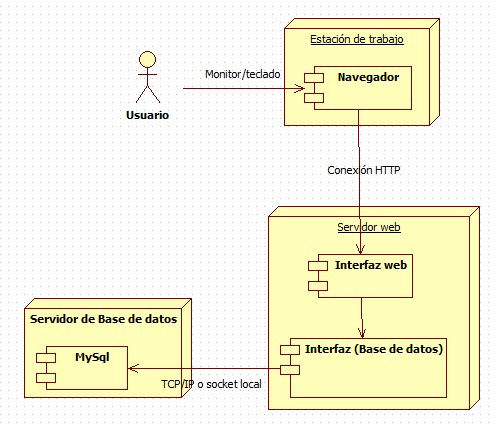 Estación de trabajo
Navegador
Monitor/teclado
Usuario
Conexión HTTP
Servidor web
Interfaz web
Interfaz (Base de datos)
Servidor de Base de datos
MySql
TCP/IP o socket local